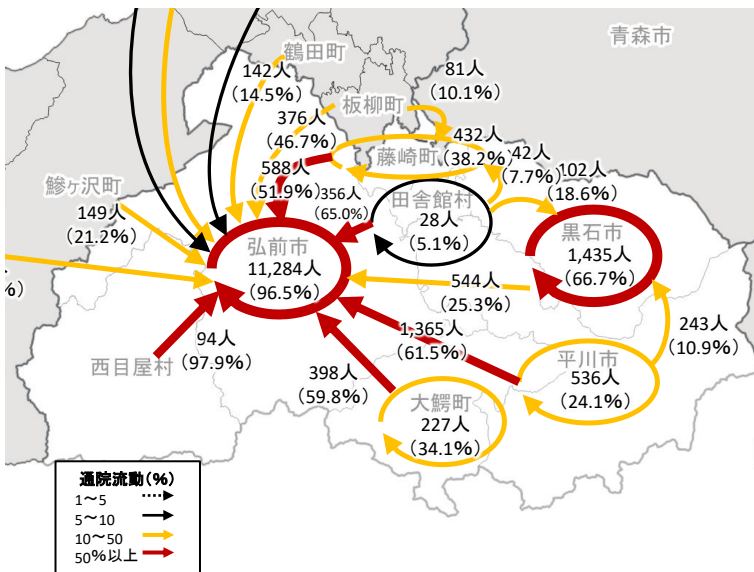 青森市
鶴田町
142人
(14.5%)
81人
(10.1%)
板柳町
376人
(46.7%)
432人
(38.2%)
藤崎町
42人
(7.7%)
102人
(18.6%)
588人
(51.9%)
356人
(65.0%)
田舎館村
28人
(5.1%)
鰺ヶ沢町
149人
(21.2%)
弘前市
11,284人
(96.5%)
黒石市
1,435人
(66.7%)
%)
544人
(25.3%)
1,365人
(61.5%)
243人
(10.9%)
94人
(97.9%)
西目屋村
398人
(59.8%)
平川市
536人
(24.1%)
大鰐町
227人
(34.1%)
通院流動(%)
1～5
5～10
10～50
50%以上